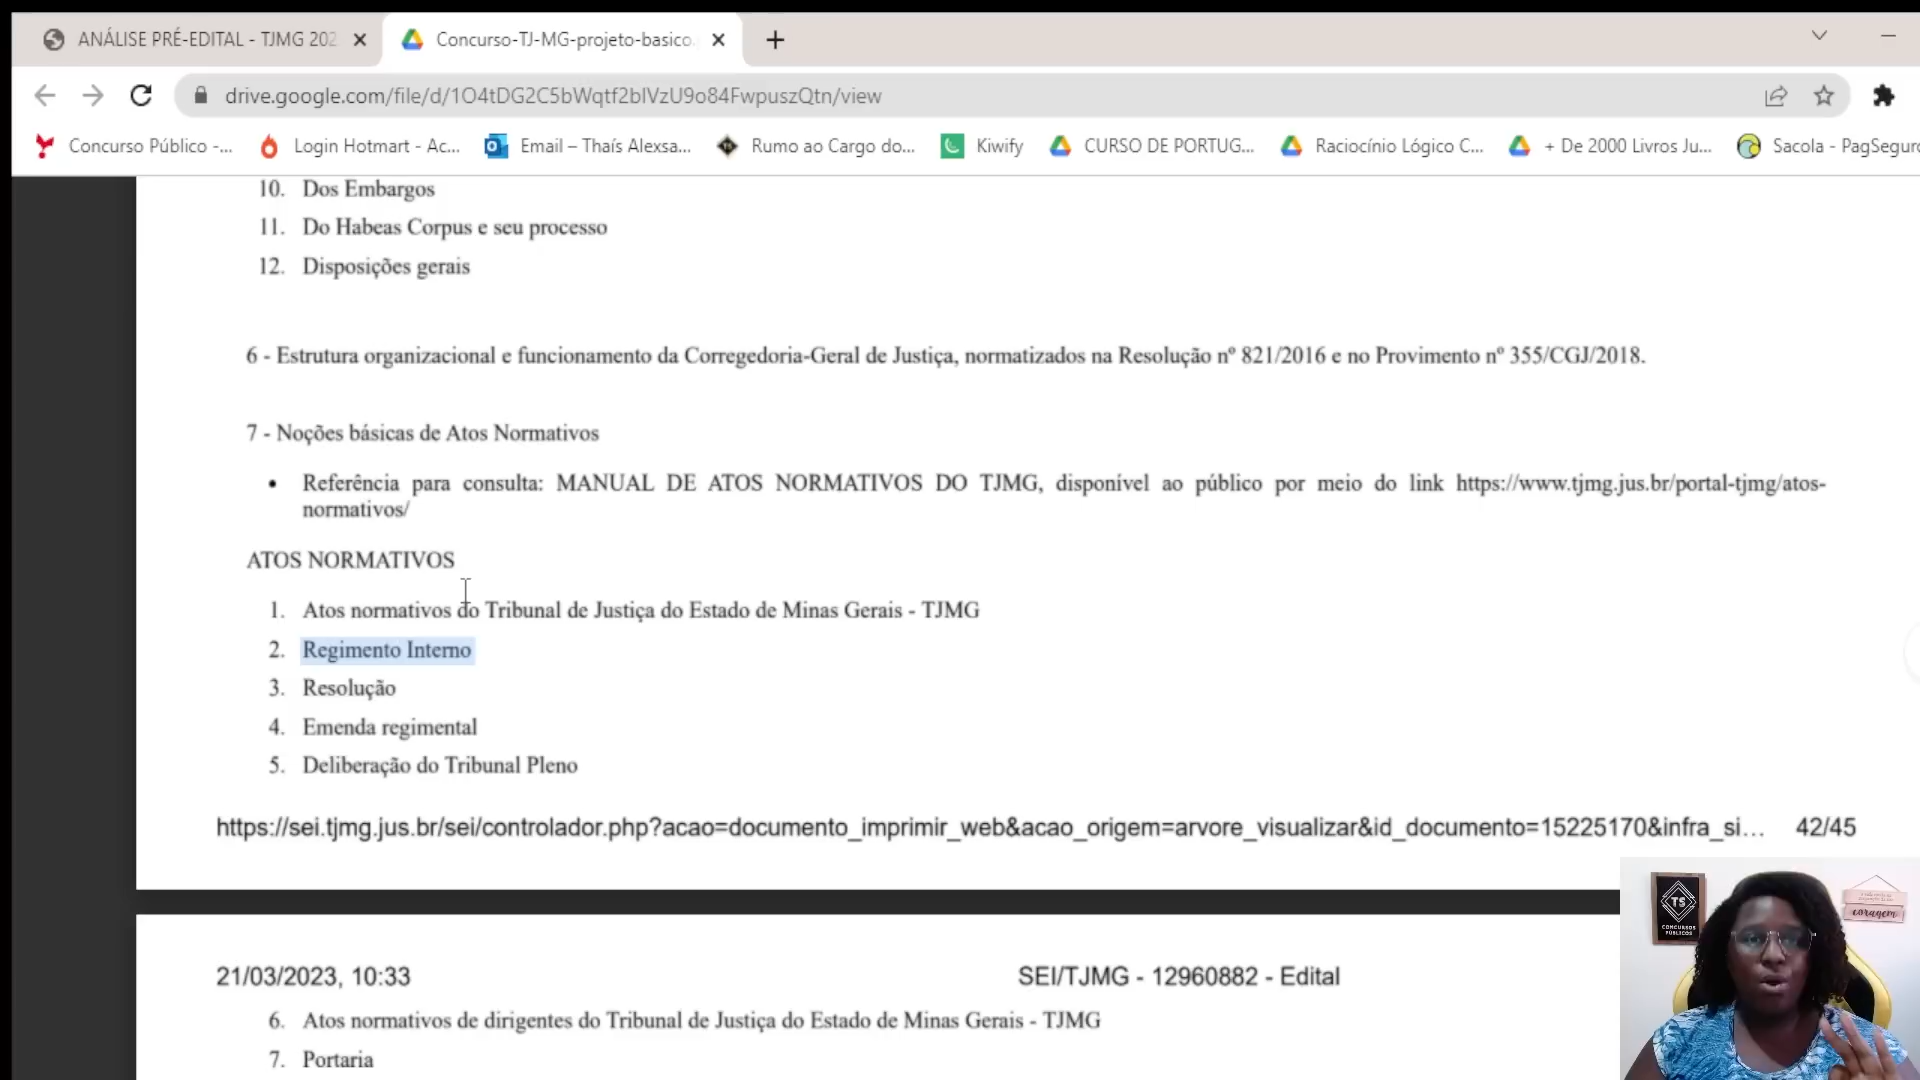 ANÁLISE PRÉ-EDITAL - TJMG 202
Concurso-TJ-MG-projeto-basico.
drive.google.com/file/d/1O4tDG2C5bWqtf2bIVzU9o84FwpuszQtn/view
Concurso Público -... Login Hotmart - Ac... Email – Thaís Alexsa... Rumo ao Cargo do... Kiwify CURSO DE PORTUG... Raciocínio Lógico C... + De 2000 Livros Ju... Sacola - PagSeguro
10. Dos Embargos
11. Do Habeas Corpus e seu processo
12. Disposições gerais
6 - Estrutura organizacional e funcionamento da Corregedoria-Geral de Justiça, normatizados na Resolução nº 821/2016 e no Provimento nº 355/CGJ/2018.
7 - Noções básicas de Atos Normativos
• Referência para consulta: MANUAL DE ATOS NORMATIVOS DO TJMG, disponível ao público por meio do link https://www.tjmg.jus.br/portal-tjmg/atos-
normativos/
ATOS NORMATIVOS
1. Atos normativos do Tribunal de Justiça do Estado de Minas Gerais - TJMG
2. Regimento Interno
3. Resolução
4. Emenda regimental
5. Deliberação do Tribunal Pleno
https://sei.tjmg.jus.br/sei/controlador.php?acao=documento_imprimir_web&acao_origem=arvore_visualizar&id_documento=15225170&infra_si… 42/45
21/03/2023, 10:33 SEI/TJMG - 12960882 - Edital
6. Atos normativos de dirigentes do Tribunal de Justiça do Estado de Minas Gerais - TJMG
7. Portaria
TS
CONCURSOS
PÚBLICOS
coragem